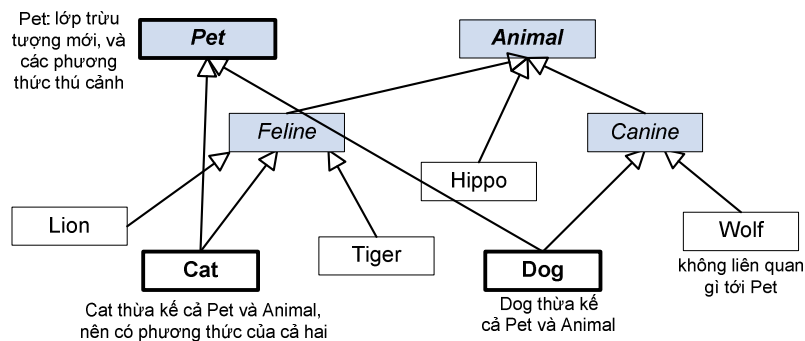 Pet: lớp trừu
tượng mới, và
các phương
thức thú cảnh
Pet
Animal
Feline
Canine
Hippo
Lion
Tiger
Wolf
Cat
Dog
không liên quan
gì tới Pet
Cat thừa kế cả Pet và Animal,
nên có phương thức của cả hai
Dog thừa kế
cả Pet và Animal